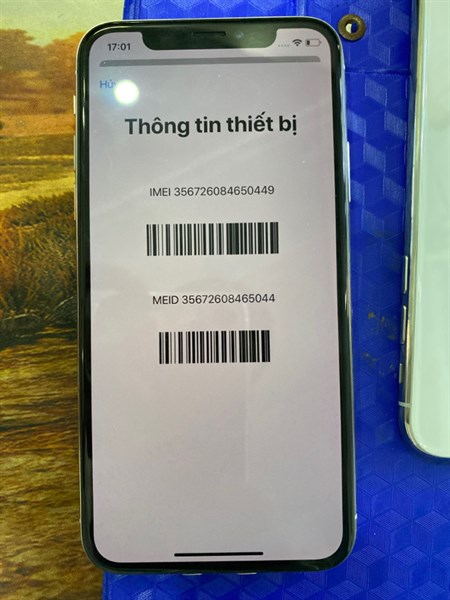 17:01
Thông tin thiết bị
IMEI 356726084650449
MEID 35672608465044